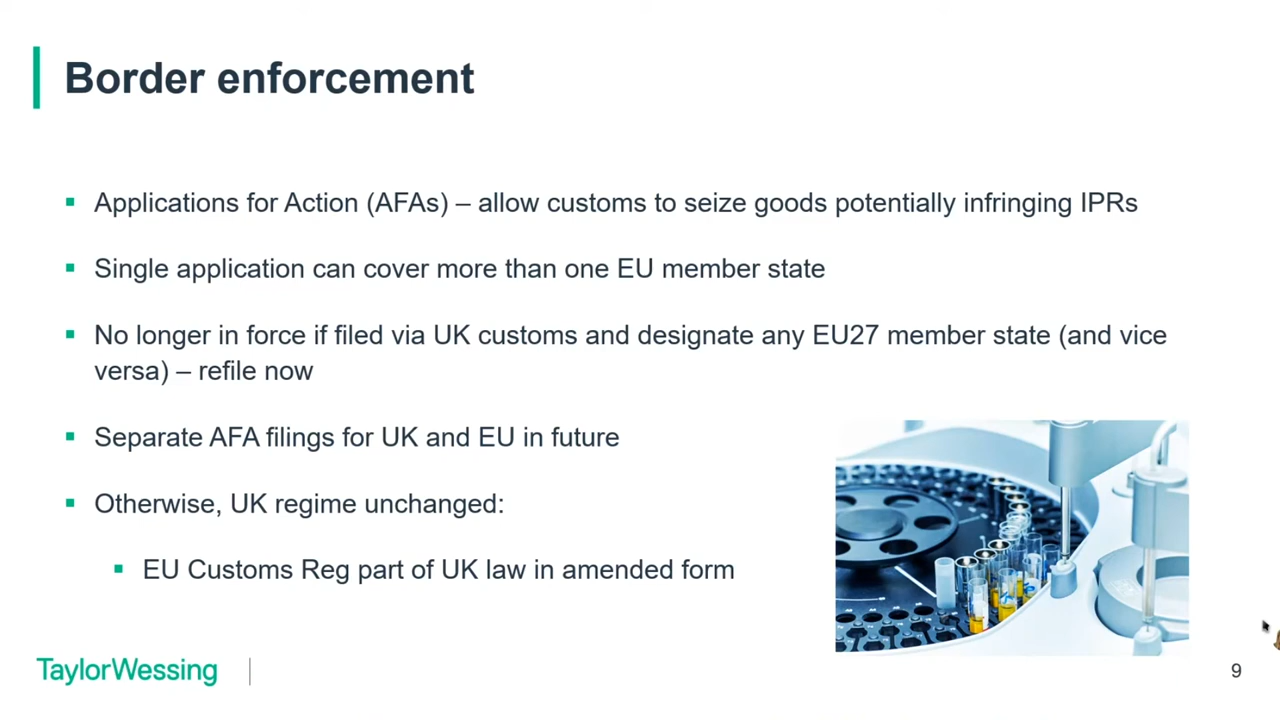 Border enforcement
Applications for Action (AFAs) – allow customs to seize goods potentially infringing IPRs
Single application can cover more than one EU member state
No longer in force if filed via UK customs and designate any EU27 member state (and vice
versa) – refile now
Separate AFA filings for UK and EU in future
Otherwise, UK regime unchanged:
EU Customs Reg part of UK law in amended form
TaylorWessing
9